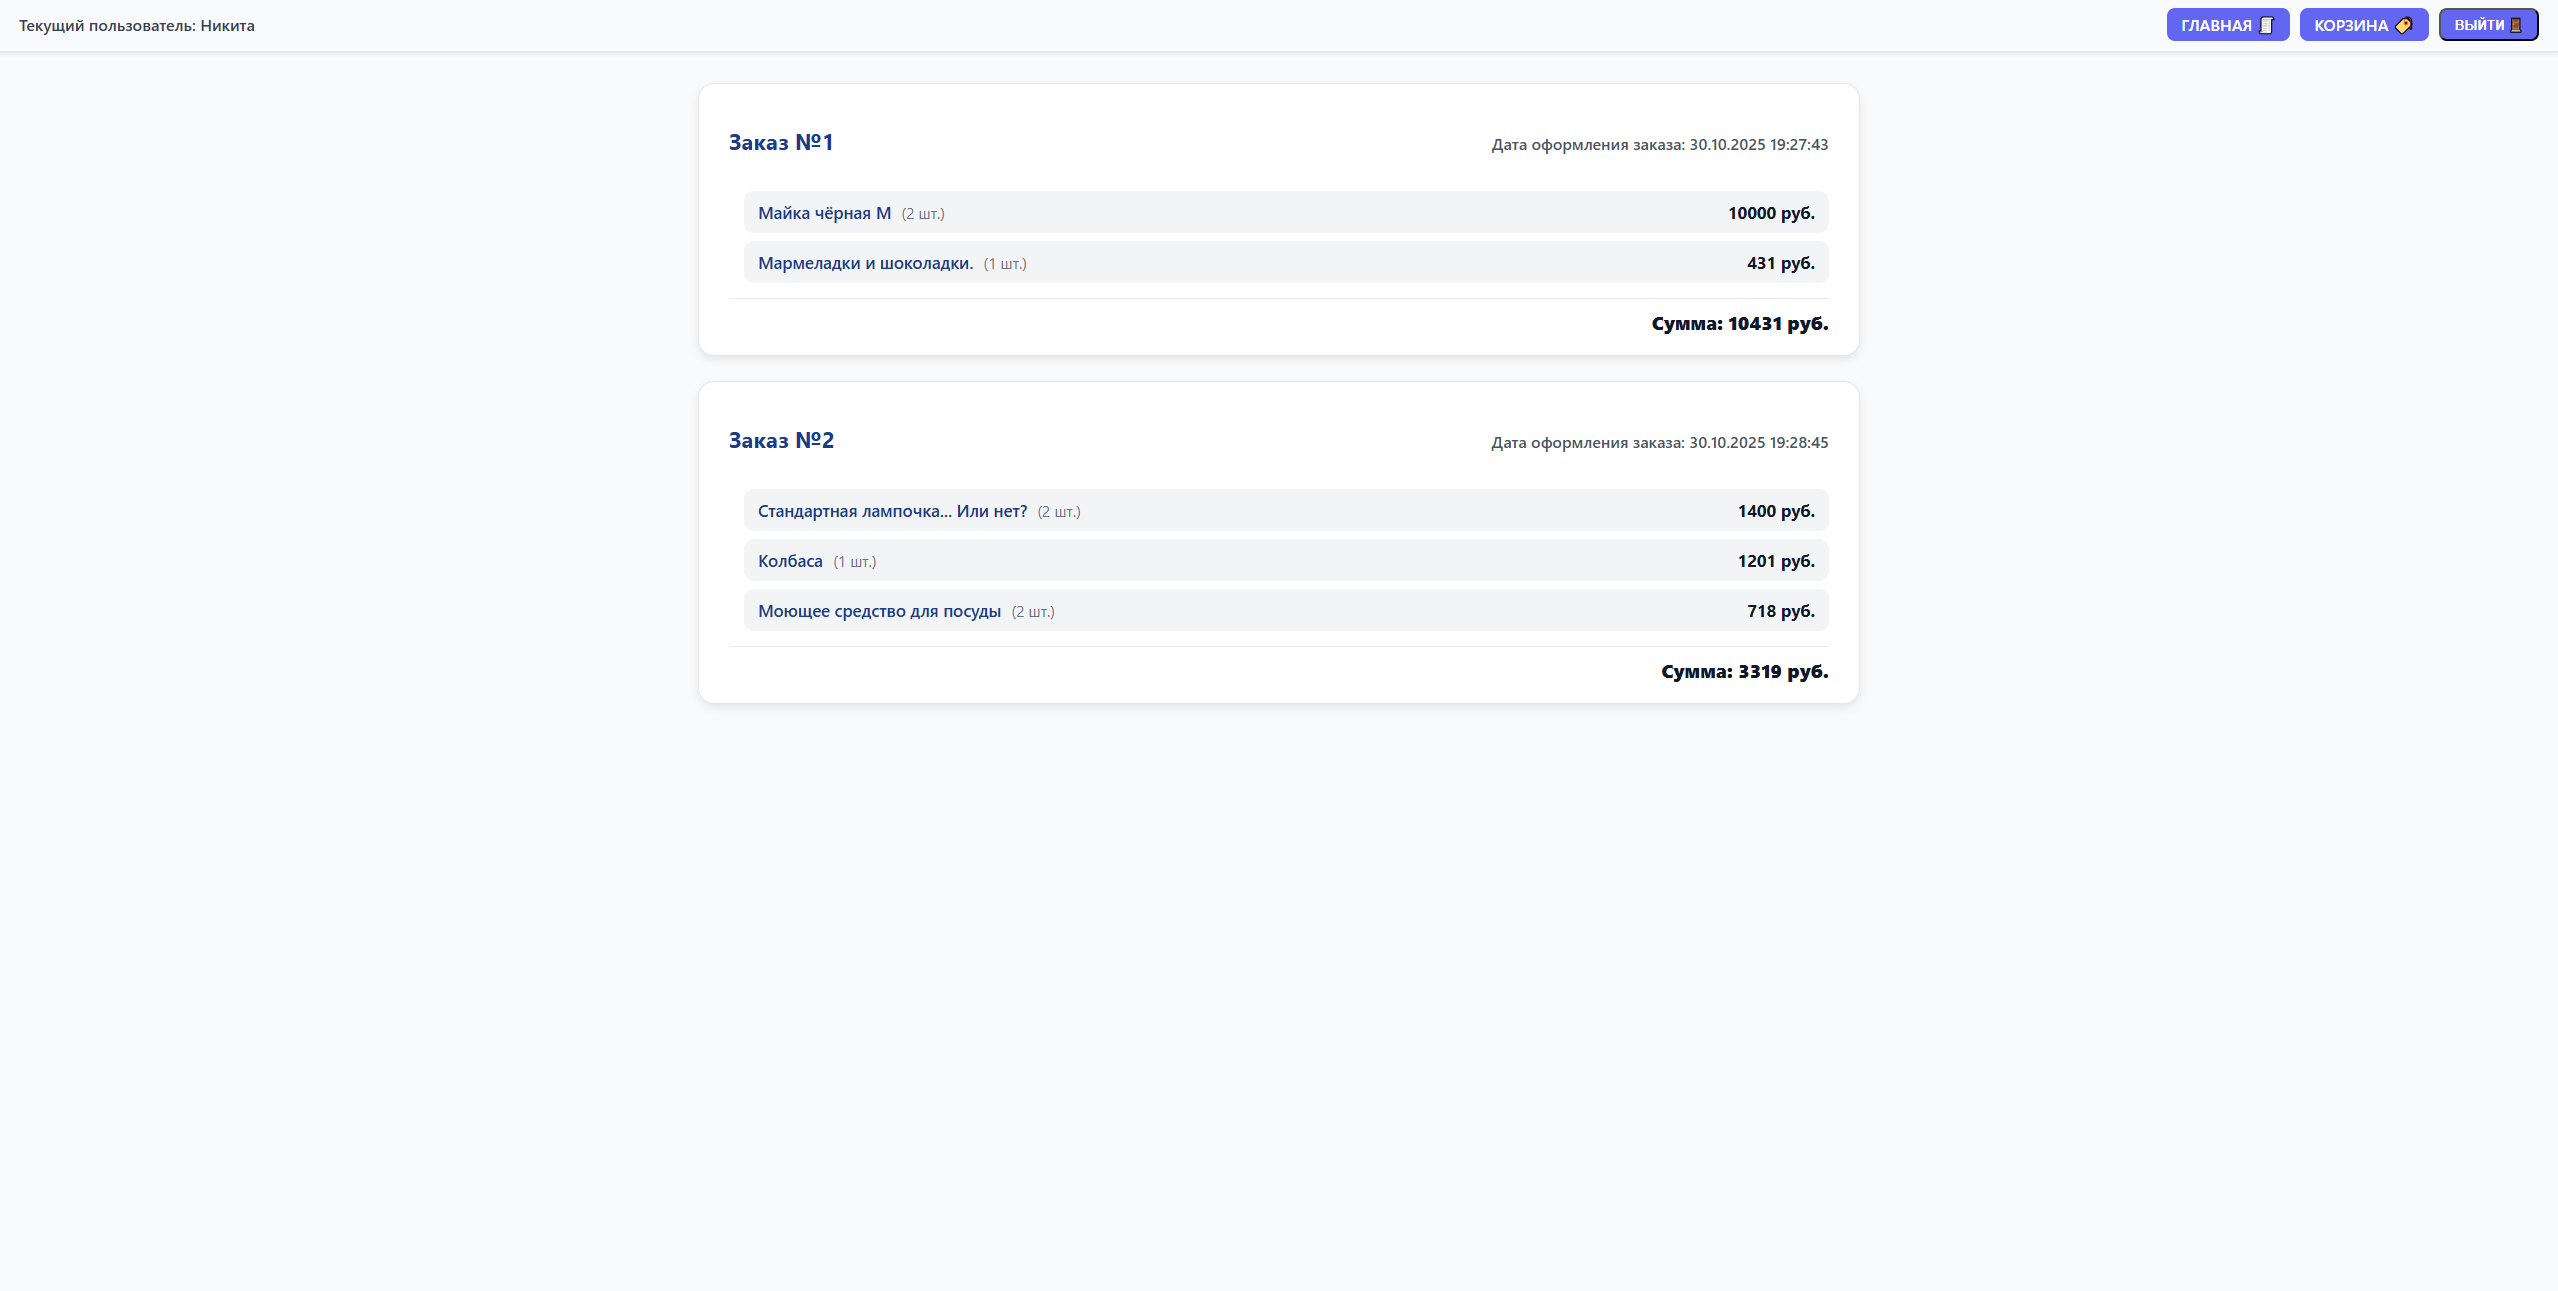 Текущий пользователь: Никита
ГЛАВНАЯ
КОРЗИНА
ВЫЙТИ
Заказ №1
Дата оформления заказа: 30.10.2025 19:27:43
Майка чёрная М (2 шт.) 10000 руб.
Мармеладки и шоколадки. (1 шт.) 431 руб.
Сумма: 10431 руб.
Заказ №2
Дата оформления заказа: 30.10.2025 19:28:45
Стандартная лампочка... Или нет? (2 шт.) 1400 руб.
Колбаса (1 шт.) 1201 руб.
Моющее средство для посуды (2 шт.) 718 руб.
Сумма: 3319 руб.